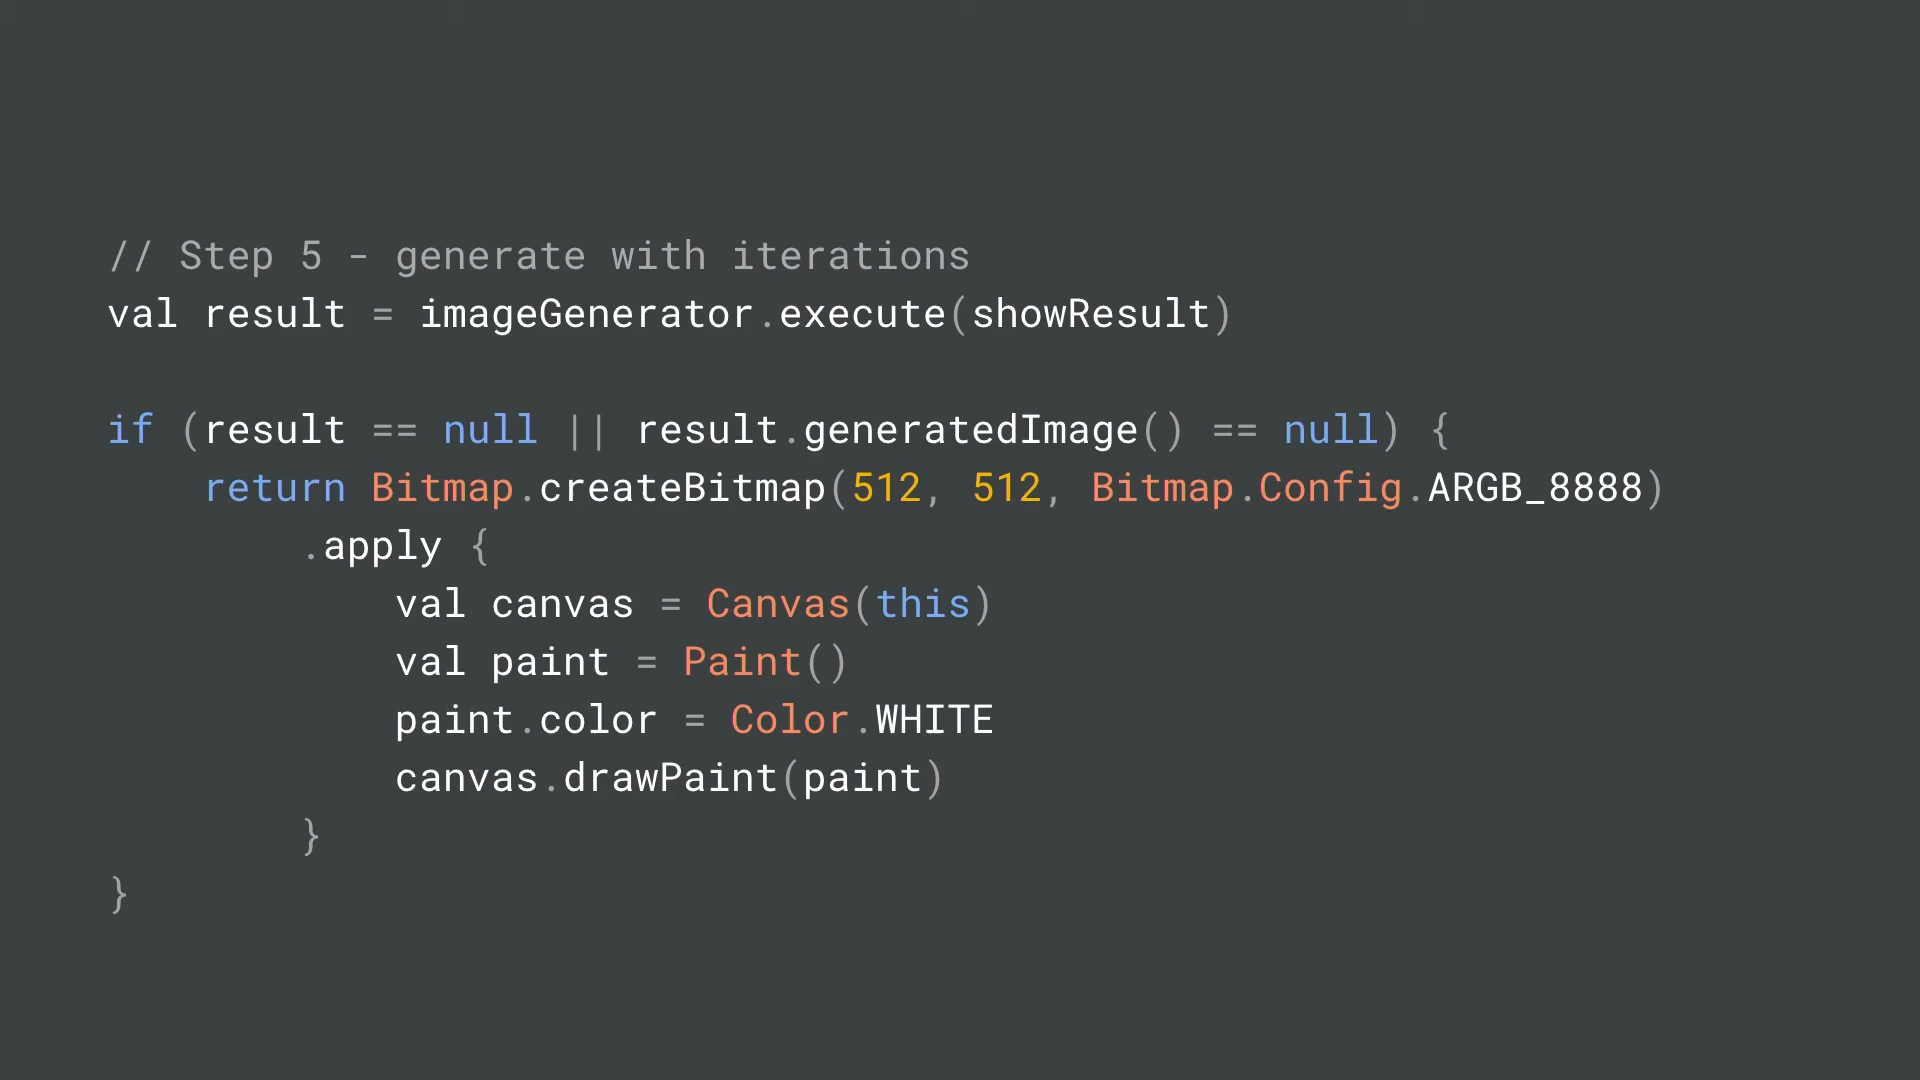 // Step 5 - generate with iterations
val result = imageGenerator.execute(showResult)
if (result == null || result.generatedImage() == null) {
    return Bitmap.createBitmap(512, 512, Bitmap.Config.ARGB_8888)
        .apply {
            val canvas = Canvas(this)
            val paint = Paint()
            paint.color = Color.WHITE
            canvas.drawPaint(paint)
        }
}